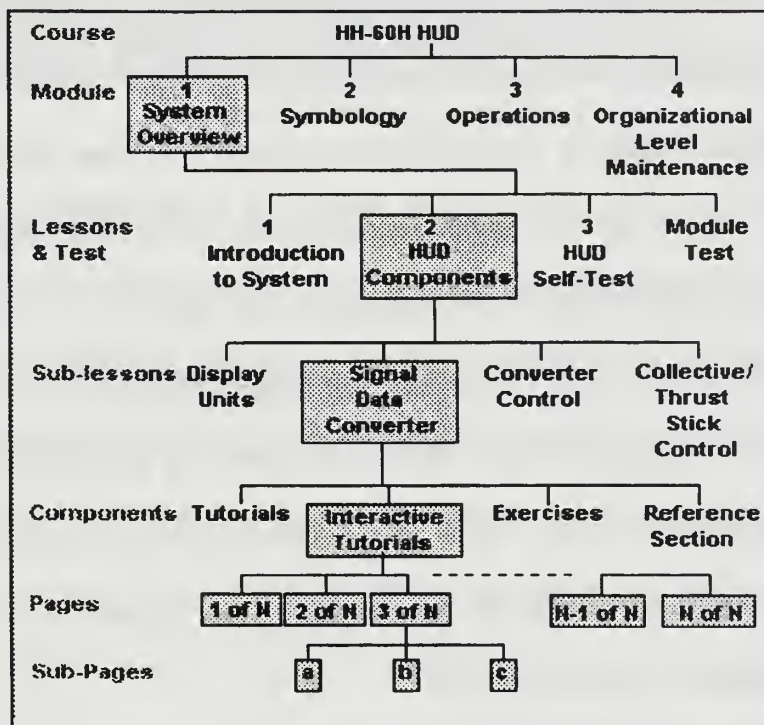 Course HH-60H HUD
Module 1 2 3 4
System Symbology Operations Organizational
Overview Level
Maintenance
Lessons 1 2 3 Module
& Test Introduction HUD HUD Test
to System Components Self-Test
Sub-lessons Display Signal Converter Collective/
Units Data Control Thrust
Converter Stick
Control
Components Tutorials Interactive Exercises Reference
Tutorials Section
Pages 1 of N 2 of N 3 of N N-1 of N N of N
Sub-Pages a b c